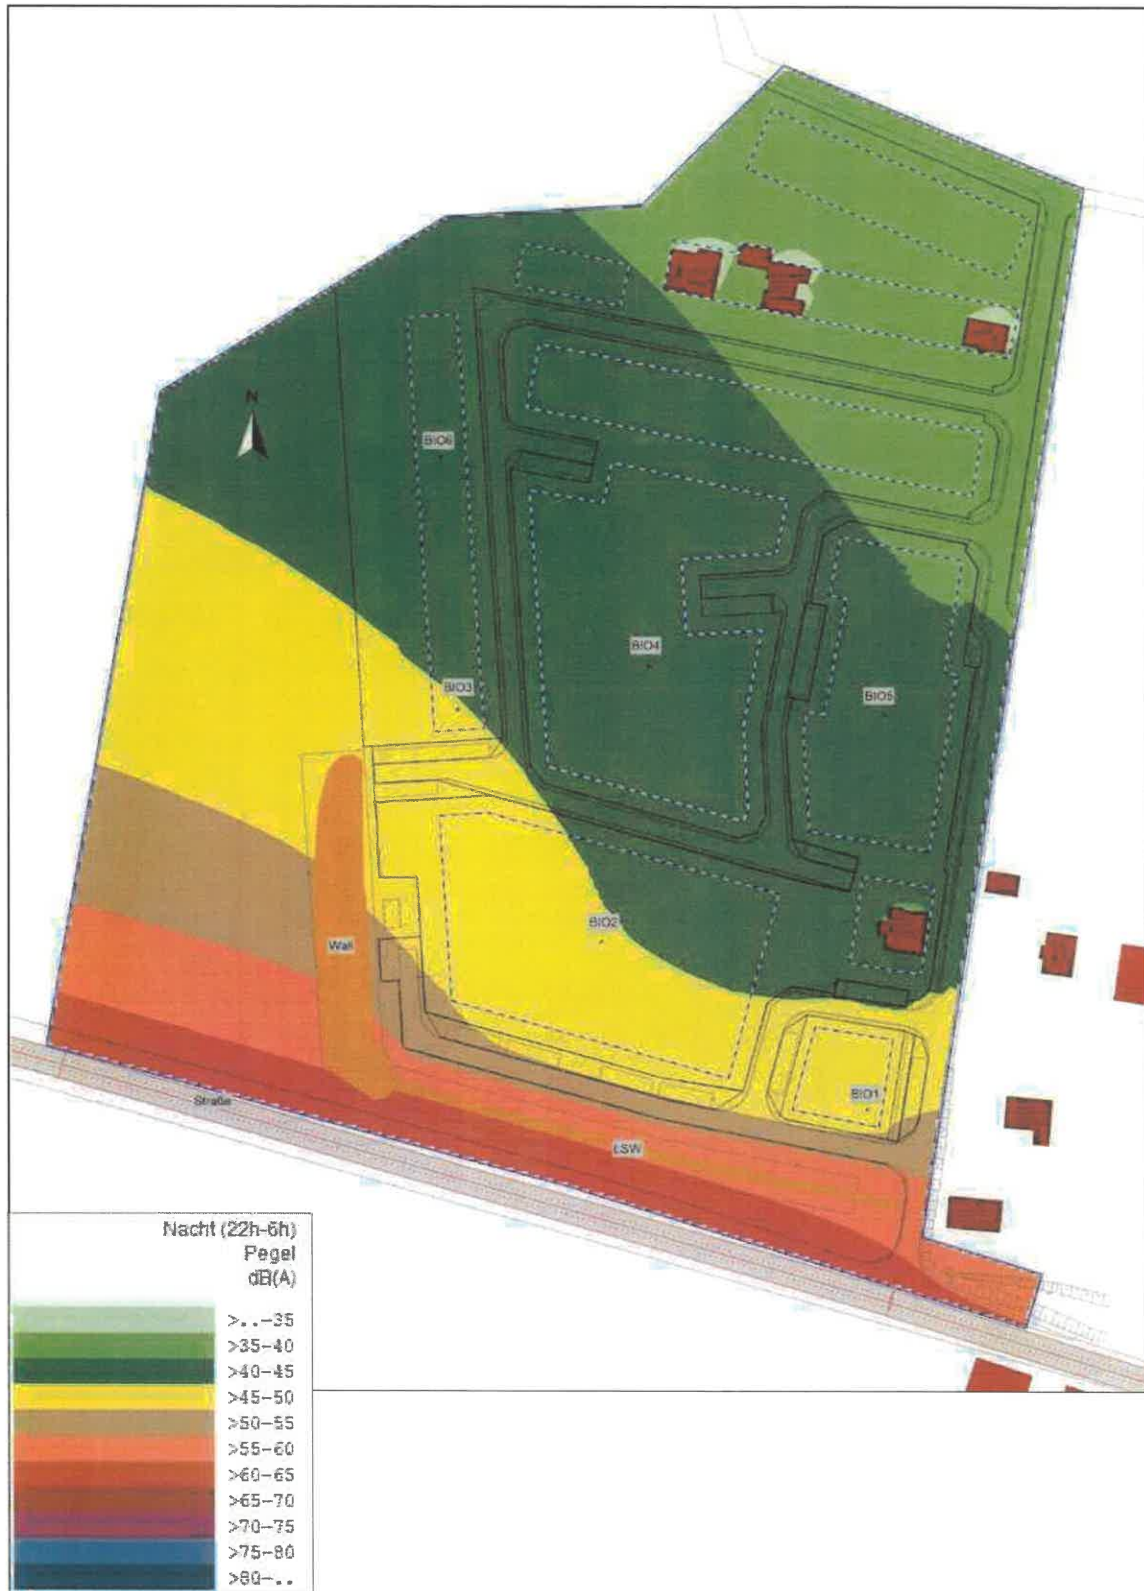 N
BIO6
BIO4
BIO3
BIO5
BIO2
Wall
BIO1
Straße
LSW
Nacht (22h-6h)
Pegel
dB(A)
>..-35
>35-40
>40-45
>45-50
>50-55
>55-60
>60-65
>65-70
>70-75
>75-80
>80-..